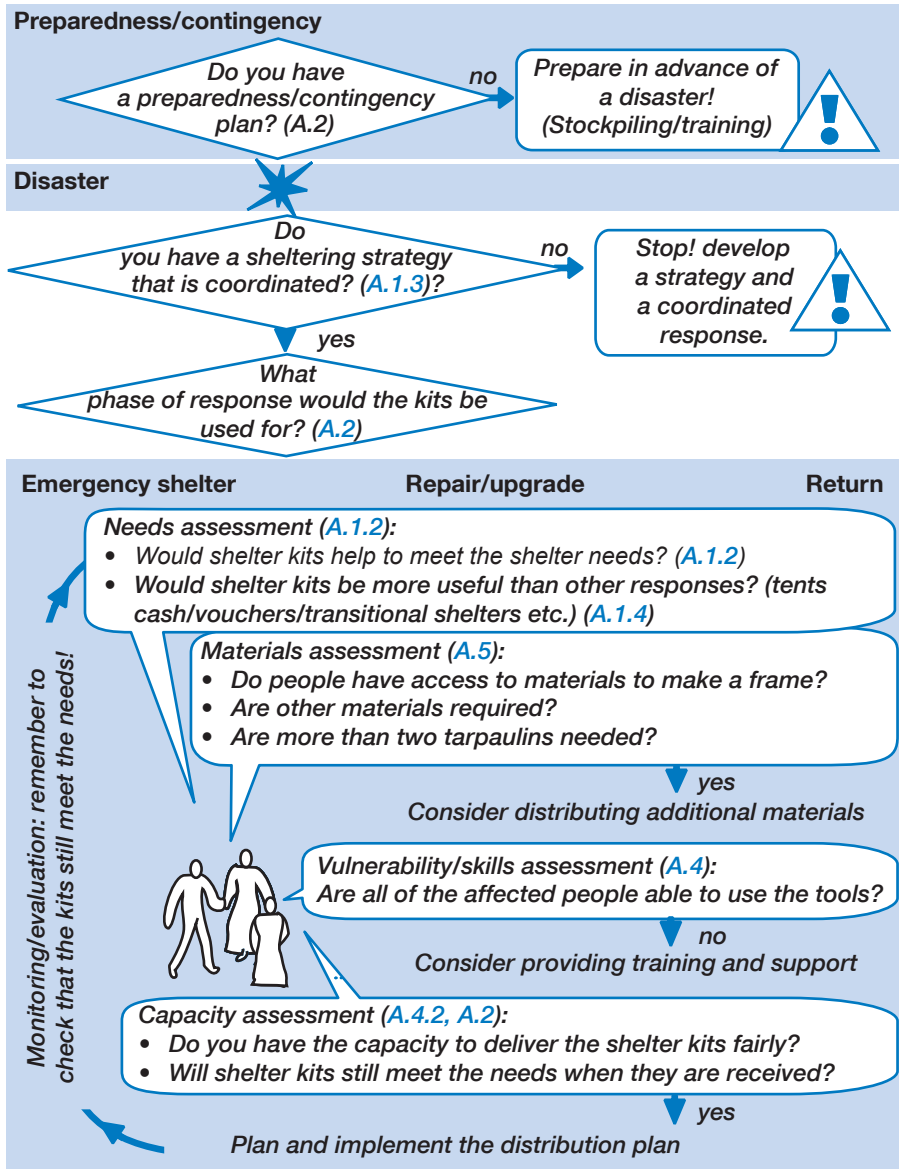 Preparedness/contingency
Do you have
a preparedness/contingency
plan? (A.2)
no
Prepare in advance of
a disaster!
(Stockpiling/training)
Disaster
Do
you have a sheltering strategy
that is coordinated? (A.1.3)?
no
Stop! develop
a strategy and
a coordinated
response.
yes
What
phase of response would the kits be
used for? (A.2)
Emergency shelter
Repair/upgrade
Return
Needs assessment (A.1.2):
• Would shelter kits help to meet the shelter needs? (A.1.2)
• Would shelter kits be more useful than other responses? (tents
cash/vouchers/transitional shelters etc.) (A.1.4)
Materials assessment (A.5):
• Do people have access to materials to make a frame?
• Are other materials required?
• Are more than two tarpaulins needed?
yes
Consider distributing additional materials
Vulnerability/skills assessment (A.4):
Are all of the affected people able to use the tools?
no
Consider providing training and support
Capacity assessment (A.4.2, A.2):
• Do you have the capacity to deliver the shelter kits fairly?
• Will shelter kits still meet the needs when they are received?
yes
Plan and implement the distribution plan
Monitoring/evaluation: remember to
check that the kits still meet the needs!